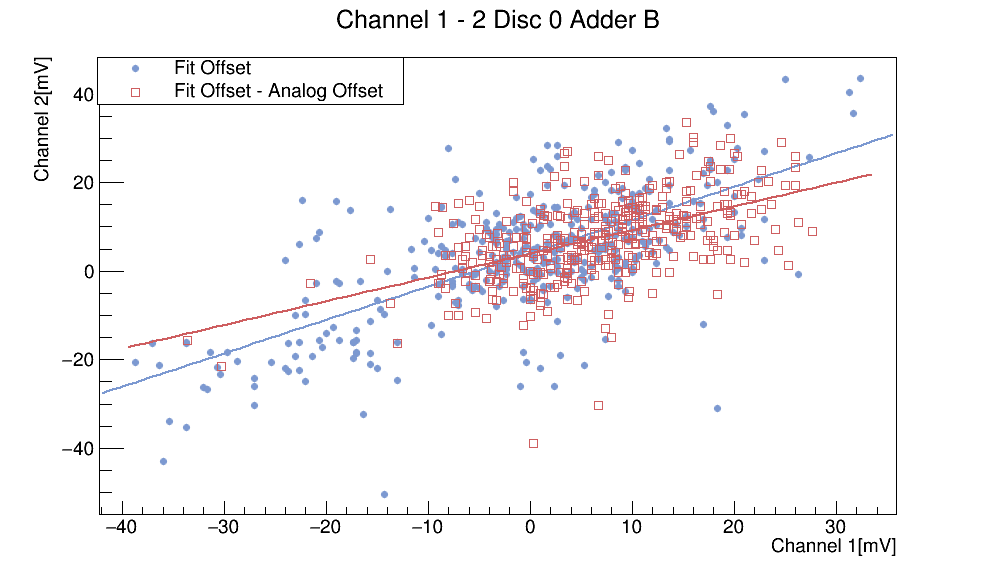 Channel 1 - 2 Disc 0 Adder B
Channel 2[mV]
Fit Offset
Fit Offset - Analog Offset
40
20
0
−20
−40
−40 −30 −20 −10 0 10 20 30
Channel 1[mV]